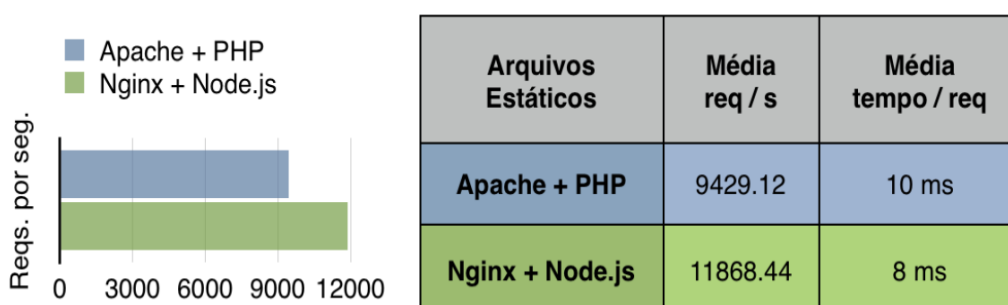 Apache + PHP
Nginx + Node.js
Reqs. por seg.
0 3000 6000 9000 12000
Arquivos
Estáticos
Média
req / s
Média
tempo / req
Apache + PHP 9429.12 10 ms
Nginx + Node.js 11868.44 8 ms